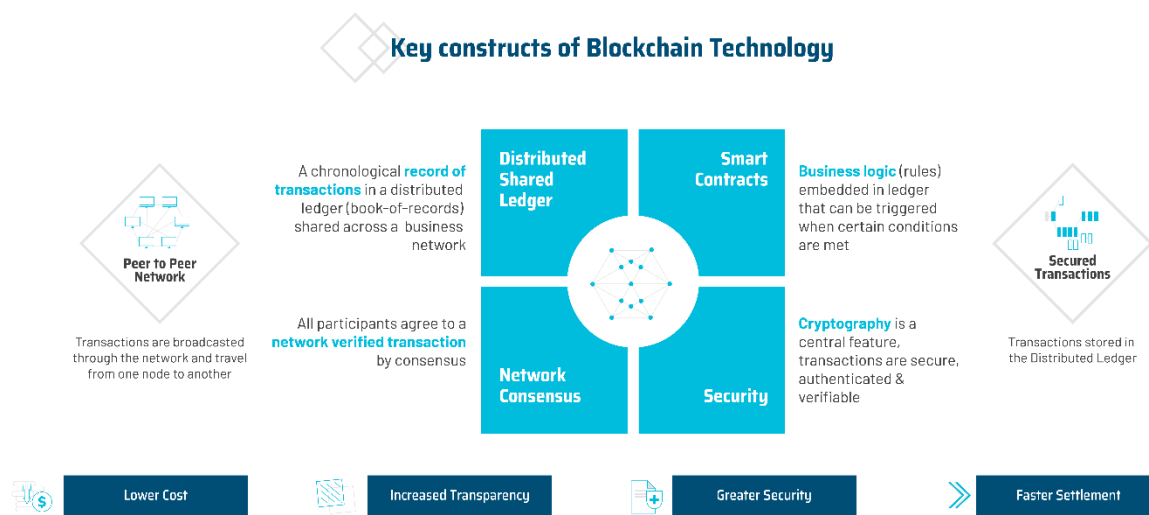 Key constructs of Blockchain Technology
Peer to Peer
Network
Transactions are broadcasted
through the network and travel
from one node to another
A chronological record of
transactions in a distributed
ledger (book-of-records)
shared across a business
network
Distributed
Shared
Ledger
Smart
Contracts
Business logic (rules)
embedded in ledger
that can be triggered
when certain conditions
are met
All participants agree to a
network verified transaction
by consensus
Network
Consensus
Security
Cryptography is a
central feature,
transactions are secure,
authenticated &
verifiable
Secured
Transactions
Transactions stored in
the Distributed Ledger
$
Lower Cost
Increased Transparency
Greater Security
Faster Settlement